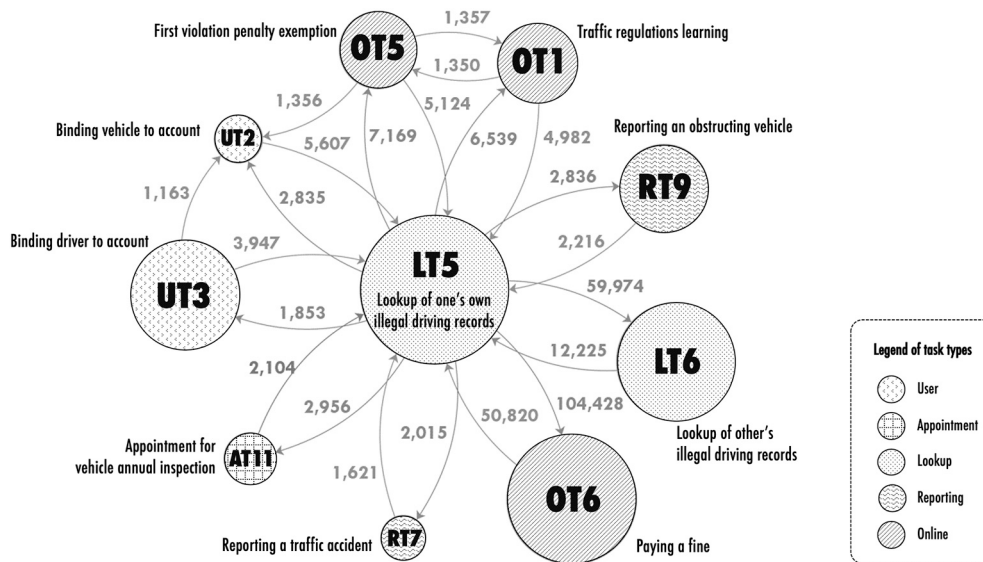 1,357
First violation penalty exemption
OT5
OT1
Traffic regulations learning
1,350
1,356
5,124
Binding vehicle to account
UT2
5,607
7,169
6,539
4,982
Reporting an obstructing vehicle
2,836
RT9
1,163
2,835
2,216
Binding driver to account
3,947
LT5
Lookup of one's own
illegal driving records
UT3
59,974
1,853
12,225
LT6
2,104
2,956
50,820
104,428
Lookup of other's
illegal driving records
Appointment for
vehicle annual inspection
AT11
2,015
1,621
OT6
RT7
Reporting a traffic accident
Paying a fine
Legend of task types
User
Appointment
Lookup
Reporting
Online